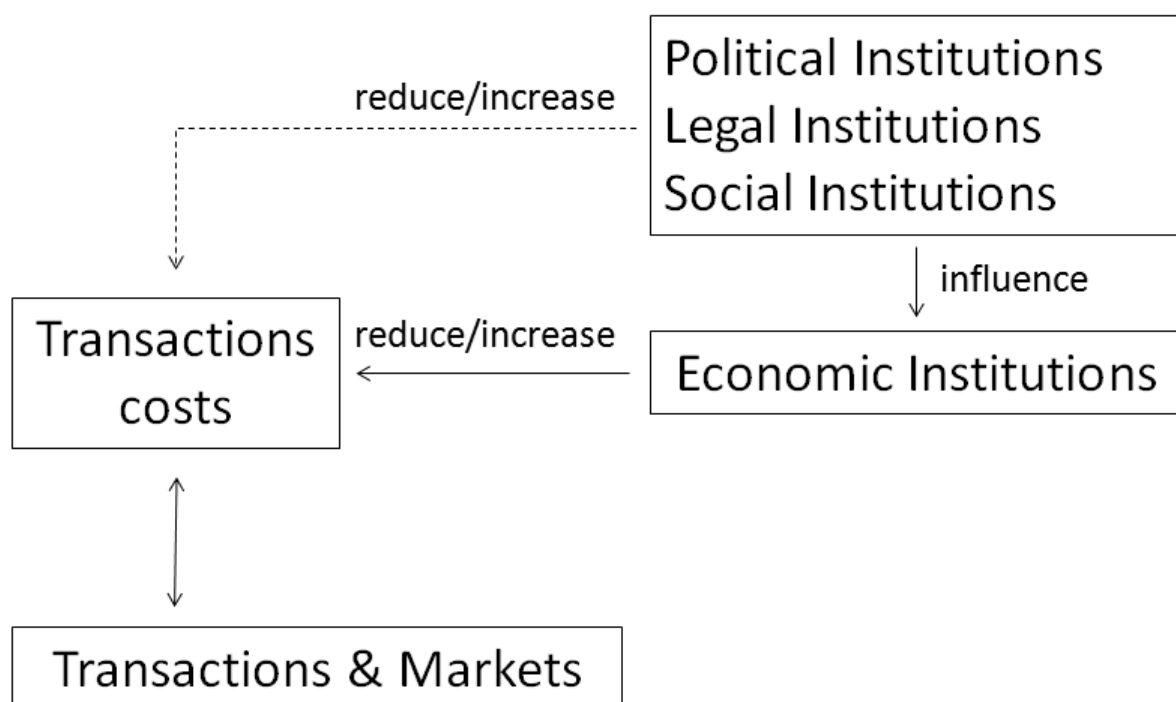 Political Institutions
Legal Institutions
Social Institutions
reduce/increase
influence
Transactions
costs
reduce/increase
Economic Institutions
Transactions & Markets